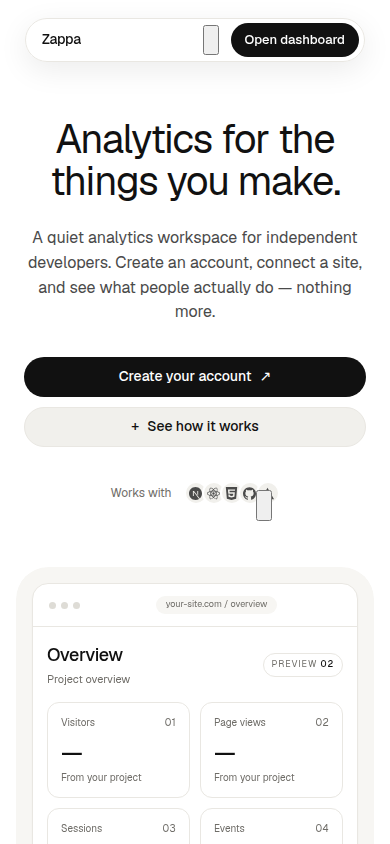 Zappa
Open dashboard
Analytics for the
things you make.
A quiet analytics workspace for independent
developers. Create an account, connect a site,
and see what people actually do — nothing
more.
Create your account ↗
+ See how it works
Works with
your-site.com / overview
Overview
PREVIEW 02
Project overview
Visitors 01
—
From your project
Page views 02
—
From your project
Sessions 03
Events 04